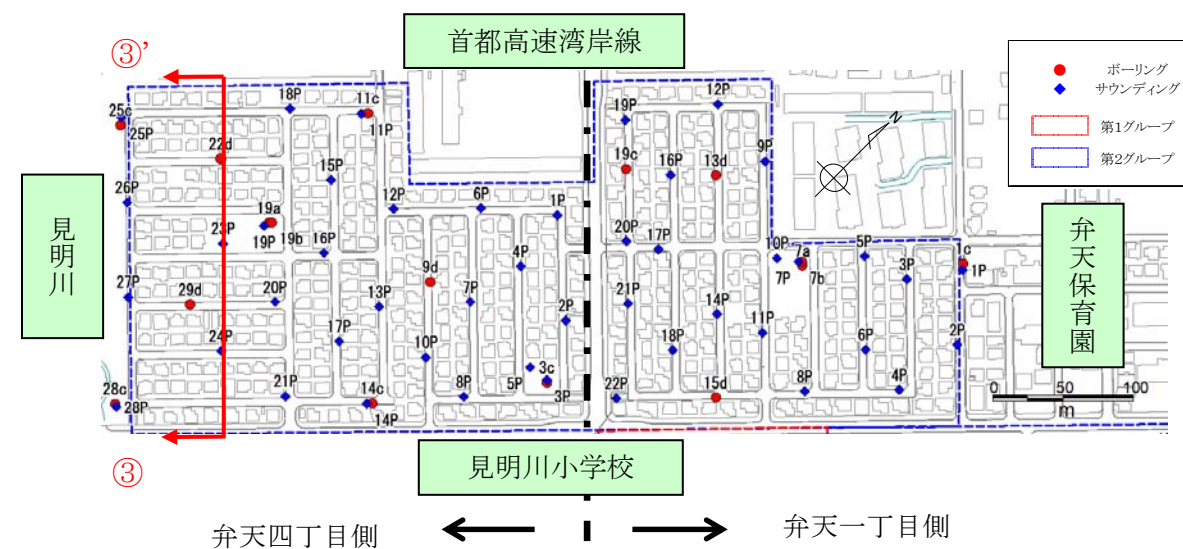 首都高速湾岸線
③’
ボーリング
サウンディング
第1グループ
第2グループ
N
見明川
弁天保育園
25c
25P
18P
11c
11P
22d
15P
26P
19a
19P
19b
23P
16P
27P
29d
20P
13P
24P
17P
28c
28P
21P
14c
14P
12P
6P
1P
4P
9d
7P
2P
10P
3c
5P
3P
8P
19P
12P
19c
16P
13d
9P
20P
17P
10P
7a
7P
7b
5P
3P
1c
1P
21P
14P
11P
18P
6P
2P
22P
15d
8P
4P
0 50 100
m
③
見明川小学校
弁天四丁目側
弁天一丁目側